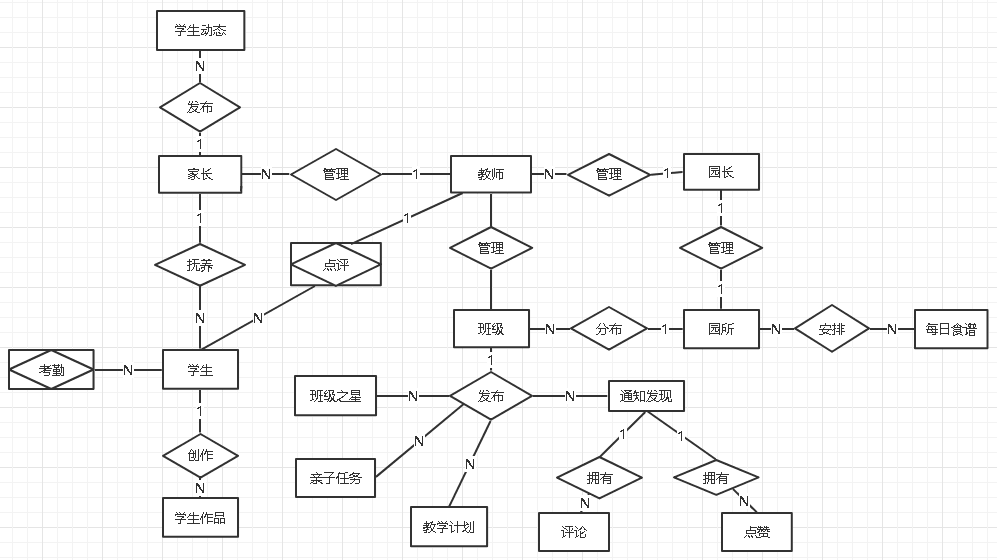 学生动态
N
发布
1
家长
N
管理
1
教师
N
管理
1
园长
1
1
1
抚养
点评
管理
管理
N
N
1
班级
N
分布
1
园所
N
安排
N
每日食谱
考勤
N
学生
1
班级之星
N
发布
N
通知发现
1
N
1
1
创作
N
亲子任务
N
拥有
拥有
N
N
N
学生作品
教学计划
评论
点赞